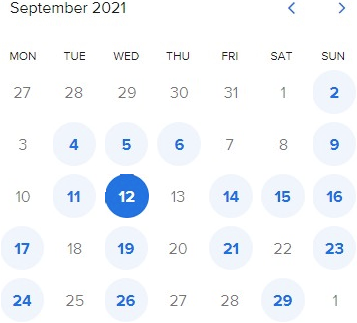 September 2021
MON TUE WED THU FRI SAT SUN
27 28 29 30 31 1 2
3 4 5 6 7 8 9
10 11 12 13 14 15 16
17 18 19 20 21 22 23
24 25 26 27 28 29 1